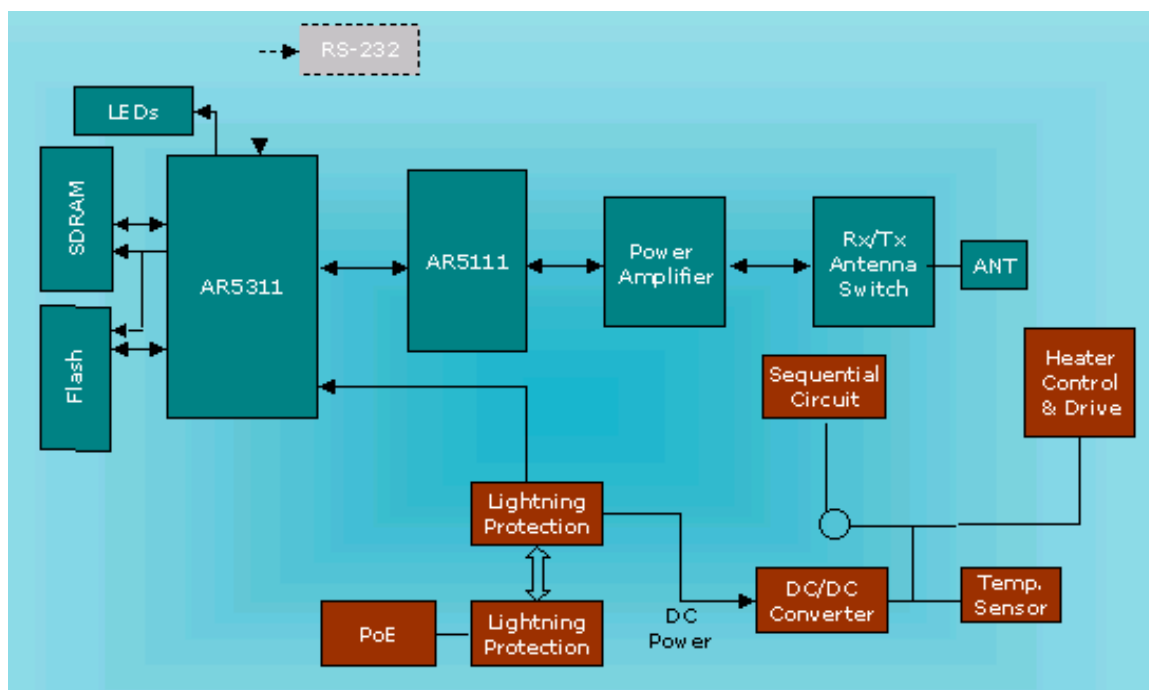 RS-232
LEDs
SDRAM
AR5311
AR5111
Power
Amplifier
Rx/Tx
Antenna
Switch
ANT
Flash
Sequential
Circuit
Heater
Control
& Drive
Lightning
Protection
DC/DC
Converter
Temp.
Sensor
PoE
Lightning
Protection
DC
Power